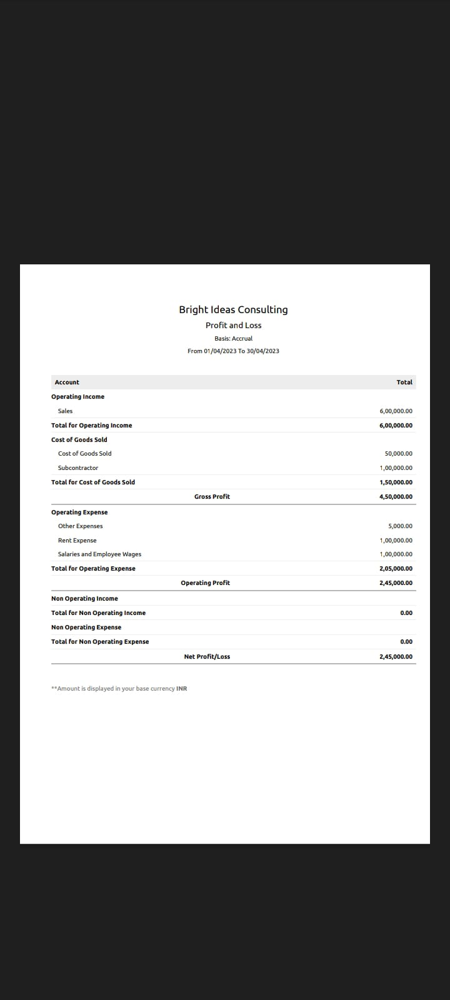 Bright Ideas Consulting
Profit and Loss
Basis: Accrual
From 01/04/2023 To 30/04/2023
Account Total
Operating Income
Sales 6,00,000.00
Total for Operating Income 6,00,000.00
Cost of Goods Sold
Cost of Goods Sold 50,000.00
Subcontractor 1,00,000.00
Total for Cost of Goods Sold 1,50,000.00
Gross Profit 4,50,000.00
Operating Expense
Other Expenses 5,000.00
Rent Expense 1,00,000.00
Salaries and Employee Wages 1,00,000.00
Total for Operating Expense 2,05,000.00
Operating Profit 2,45,000.00
Non Operating Income
Total for Non Operating Income 0.00
Non Operating Expense
Total for Non Operating Expense 0.00
Net Profit/Loss 2,45,000.00
**Amount is displayed in your base currency INR